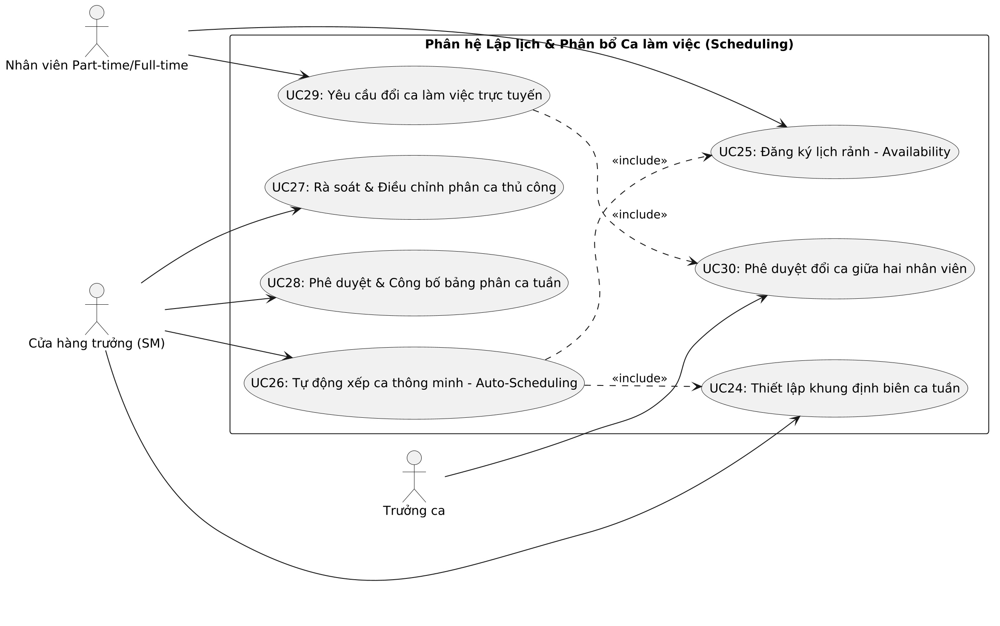 Nhân viên Part-time/Full-time
Phân hệ Lập lịch & Phân bổ Ca làm việc (Scheduling)
UC29: Yêu cầu đổi ca làm việc trực tuyến
UC25: Đăng ký lịch rảnh - Availability
«include»
UC27: Rà soát & Điều chỉnh phân ca thủ công
«include»
UC30: Phê duyệt đổi ca giữa hai nhân viên
UC28: Phê duyệt & Công bố bảng phân ca tuần
Cửa hàng trưởng (SM)
UC26: Tự động xếp ca thông minh - Auto-Scheduling
«include»
UC24: Thiết lập khung định biên ca tuần
Trưởng ca